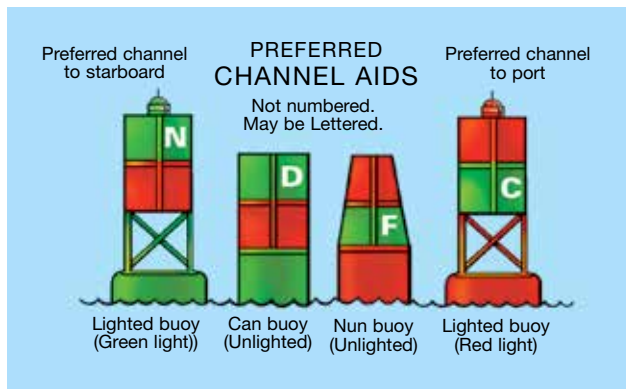 PREFERRED
CHANNEL AIDS
Not numbered.
May be Lettered.
Preferred channel
to starboard
Preferred channel
to port
N
D
F
C
Lighted buoy
(Green light))
Can buoy
(Unlighted)
Nun buoy
(Unlighted)
Lighted buoy
(Red light)